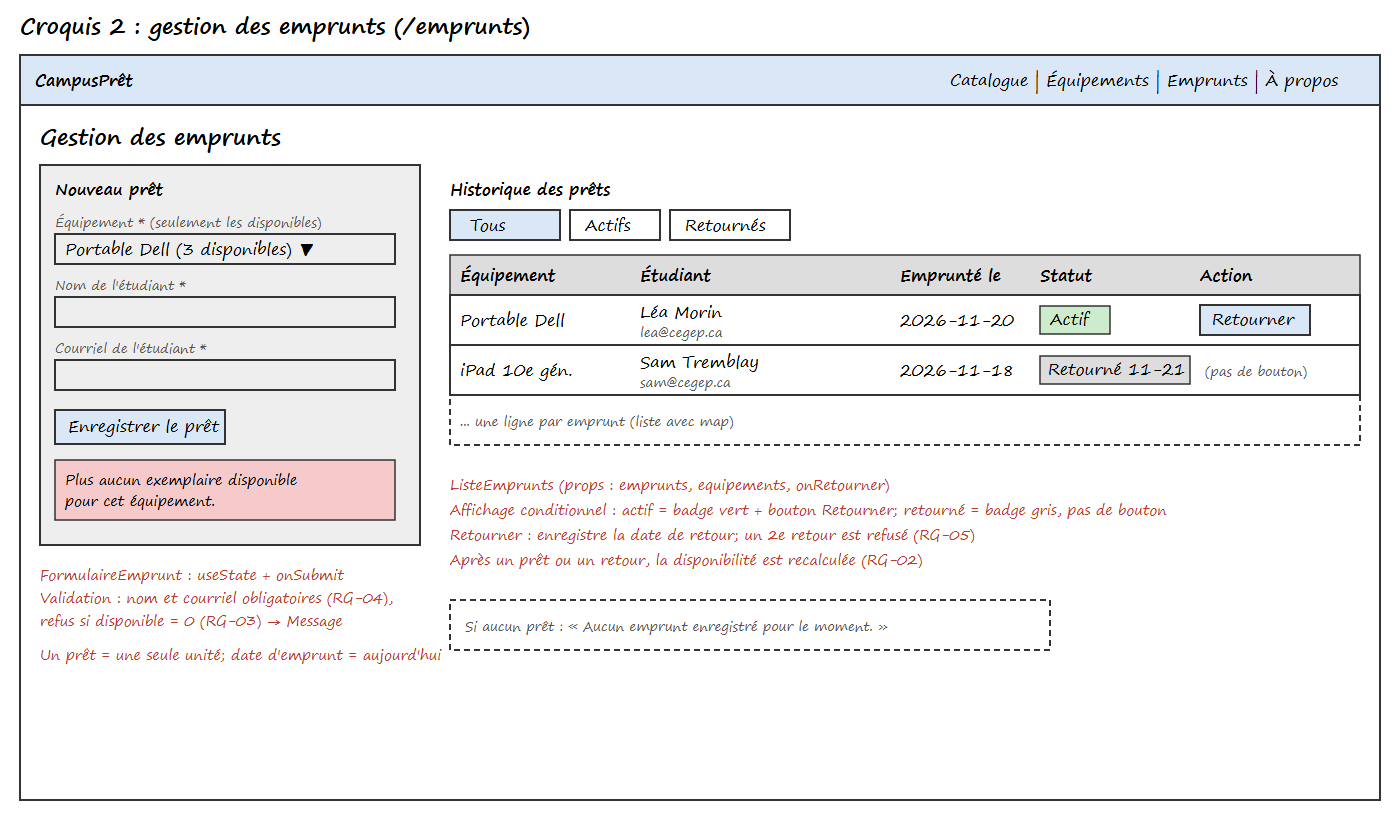 Croquis 2 : gestion des emprunts (/emprunts)
CampusPrêt
Catalogue | Équipements | Emprunts | À propos
Gestion des emprunts
Nouveau prêt
Équipement * (seulement les disponibles)
Portable Dell (3 disponibles) ▼
Nom de l'étudiant *
Courriel de l'étudiant *
Enregistrer le prêt
Plus aucun exemplaire disponible
pour cet équipement.
FormulaireEmprunt : useState + onSubmit
Validation : nom et courriel obligatoires (RG-04),
refus si disponible = 0 (RG-03) → Message
Un prêt = une seule unité; date d'emprunt = aujourd'hui
Historique des prêts
Tous Actifs Retournés
Équipement Étudiant Emprunté le Statut Action
Portable Dell Léa Morin 2026-11-20 Actif Retourner
lea@cegep.ca
iPad 10e gén. Sam Tremblay 2026-11-18 Retourné 11-21 (pas de bouton)
sam@cegep.ca
... une ligne par emprunt (liste avec map)
ListeEmprunts (props : emprunts, equipements, onRetourner)
Affichage conditionnel : actif = badge vert + bouton Retourner; retourné = badge gris, pas de bouton
Retourner : enregistre la date de retour; un 2e retour est refusé (RG-05)
Après un prêt ou un retour, la disponibilité est recalculée (RG-02)
Si aucun prêt : « Aucun emprunt enregistré pour le moment. »